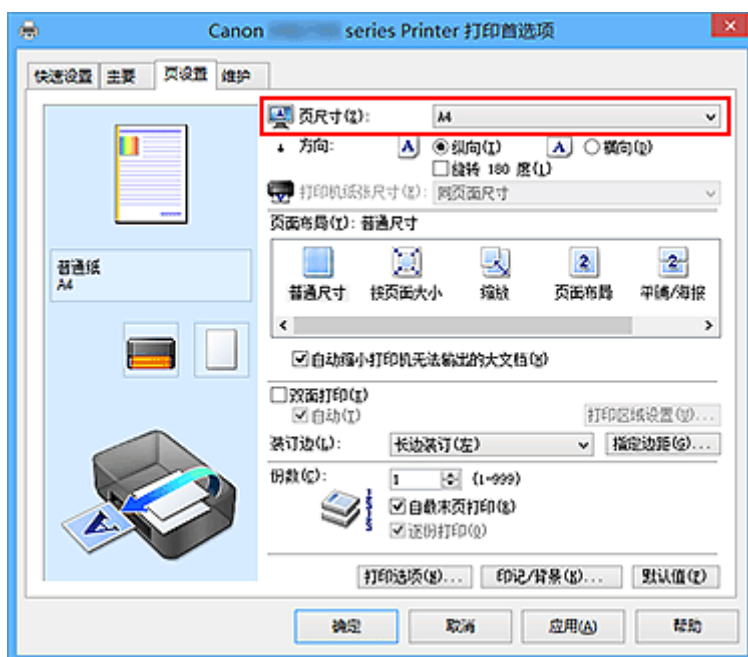 Canon series Printer 打印首选项
快速设置 主要 页设置 维护
页尺寸(Z): A4
方向: A 纵向(I) A 横向(D)
旋转 180 度(L)
打印机纸张尺寸(E): 同页面尺寸
页面布局(Y): 普通尺寸
普通纸
A4
2 2
普通尺寸 按页面大小 缩放 页面布局 平铺/海报
自动缩小打印机无法输出的大文档(W)
双面打印(X)
自动(T) 打印区域设置(U)...
装订边(L): 长边装订(左) 指定边距(G)...
份数(C): 1 (1-999)
自最末页打印(R)
逐份打印(O)
A
打印选项(N)... 印记/背景(K)... 默认值(F)
确定 取消 应用(A) 帮助